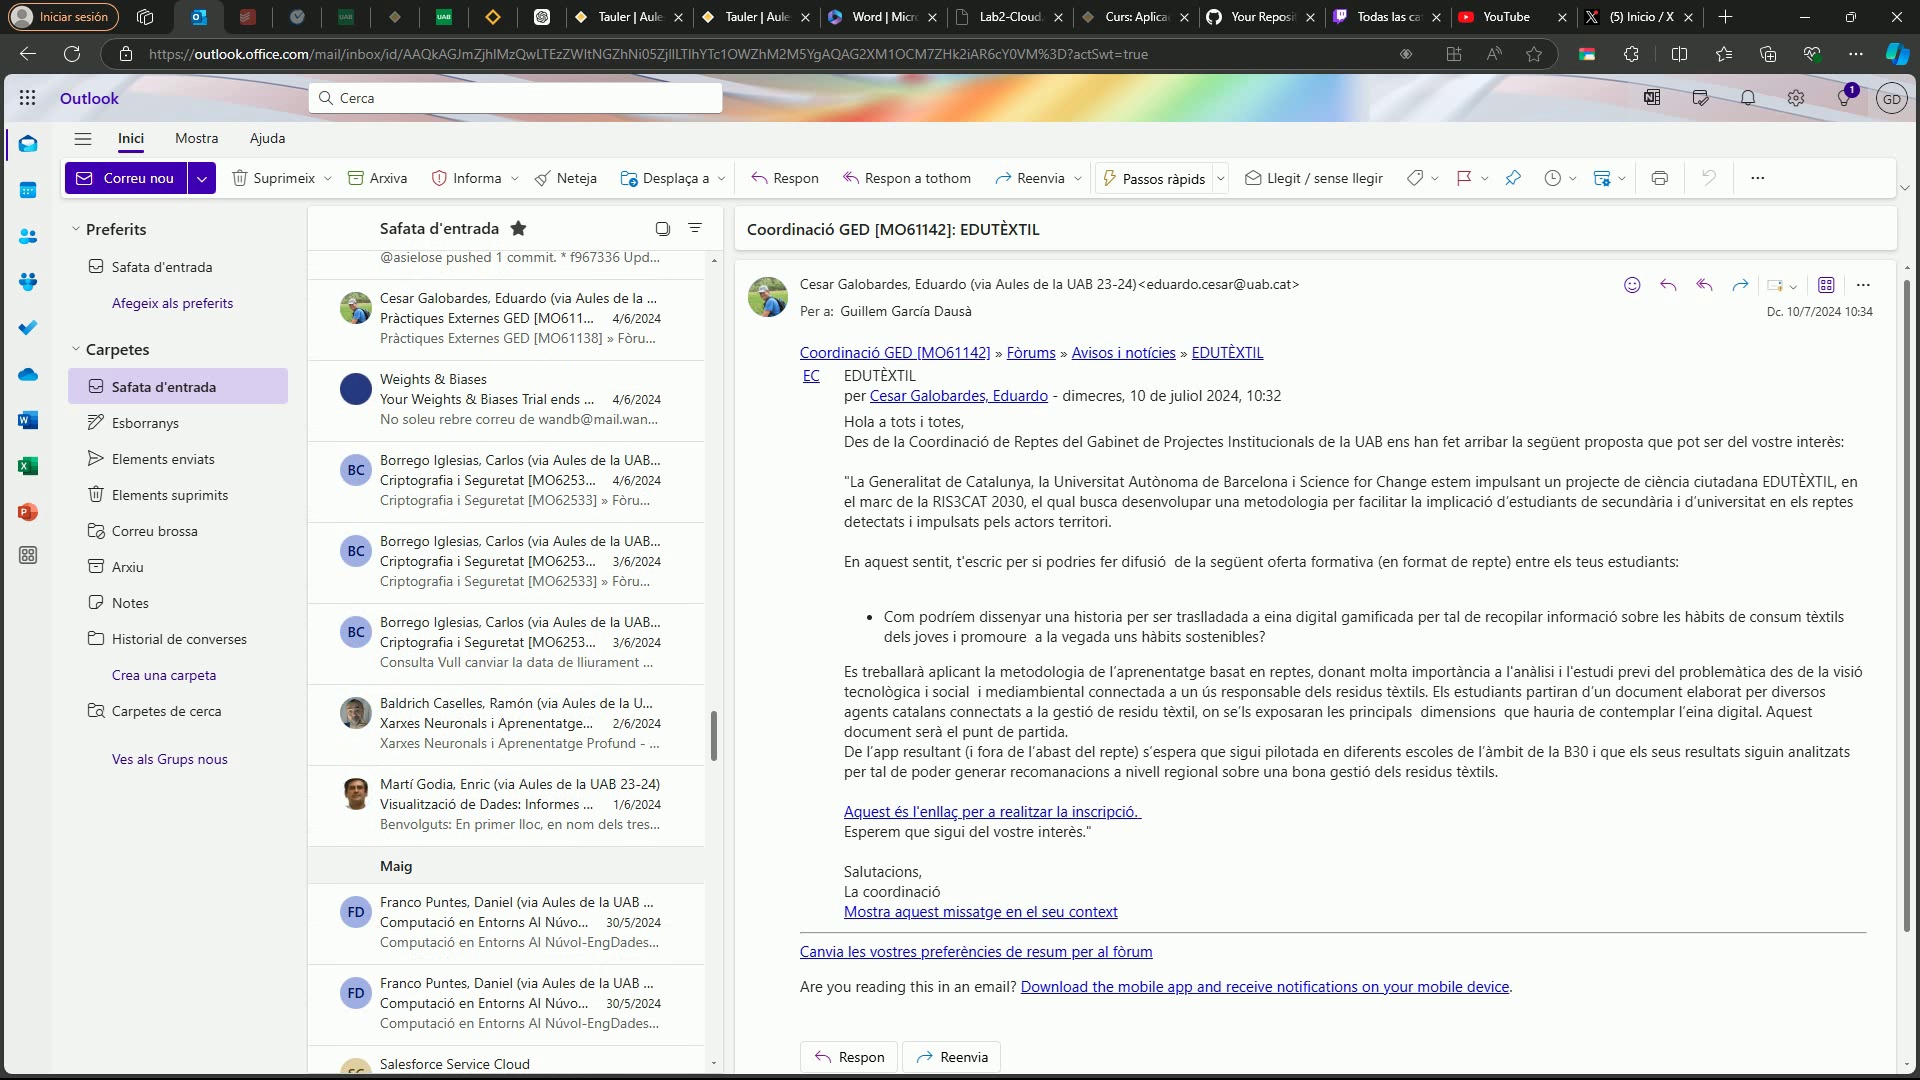 Iniciar sesión
Tauler | Aule
Tauler | Aule
Word | Micr
Lab2-Cloud
Curs: Aplica
Your Reposi
Todas las ca
YouTube
(5) Inicio / X
https://outlook.office.com/mail/inbox/id/
Outlook
Cerca
1
GD
Inici Mostra Ajuda
Correu nou Suprimeix Arxiva Informa Neteja Desplaça a Respon Respon a tothom Reenvia Passos ràpids Llegit / sense llegir
Preferits
Safata d'entrada
Afegeix als preferits
Carpetes
Safata d'entrada
Esborranys
Elements enviats
Elements suprimits
Correu brossa
Arxiu
Notes
Historial de converses
Crea una carpeta
Carpetes de cerca
Ves als Grups nous
Safata d'entrada
@asielose pushed 1 commit. * f967336 Upd...
Cesar Galobardes, Eduardo (via Aules de la ...
Pràctiques Externes GED [MO611... 4/6/2024
Pràctiques Externes GED [MO61138] » Fòru...
Weights & Biases
Your Weights & Biases Trial ends ... 4/6/2024
No soleu rebre correu de wandb@mail.wan...
BC
Borrego Iglesias, Carlos (via Aules de la UAB...
Criptografia i Seguretat [MO6253... 4/6/2024
Criptografia i Seguretat [MO62533] » Fòru...
BC
Borrego Iglesias, Carlos (via Aules de la UAB...
Criptografia i Seguretat [MO6253... 3/6/2024
Criptografia i Seguretat [MO62533] » Fòru...
BC
Borrego Iglesias, Carlos (via Aules de la UAB...
Criptografia i Seguretat [MO6253... 3/6/2024
Consulta Vull canviar la data de lliurament ...
Baldrich Caselles, Ramón (via Aules de la U...
Xarxes Neuronals i Aprenentatge... 2/6/2024
Xarxes Neuronals i Aprenentatge Profund - ...
Martí Godia, Enric (via Aules de la UAB 23-24)
Visualització de Dades: Informes ... 1/6/2024
Benvolguts: En primer lloc, en nom dels tres...
Maig
FD
Franco Puntes, Daniel (via Aules de la UAB ...
Computació en Entorns Al Núvo... 30/5/2024
Computació en Entorns Al Núvol-EngDades...
FD
Franco Puntes, Daniel (via Aules de la UAB ...
Computació en Entorns Al Núvo... 30/5/2024
Computació en Entorns Al Núvol-EngDades...
Salesforce Service Cloud
Coordinació GED [MO61142]: EDUTÈXTIL
Cesar Galobardes, Eduardo (via Aules de la UAB 23-24)<eduardo.cesar@uab.cat>
Per a: Guillem García Dausà
Dc. 10/7/2024 10:34
Coordinació GED [MO61142] » Fòrums » Avisos i notícies » EDUTÈXTIL
EC EDUTÈXTIL
per Cesar Galobardes, Eduardo - dimecres, 10 de juliol 2024, 10:32
Hola a tots i totes,
Des de la Coordinació de Reptes del Gabinet de Projectes Institucionals de la UAB ens han fet arribar la següent proposta que pot ser del vostre interès:
"La Generalitat de Catalunya, la Universitat Autònoma de Barcelona i Science for Change estem impulsant un projecte de ciència ciutadana EDUTÈXTIL, en
el marc de la RIS3CAT 2030, el qual busca desenvolupar una metodologia per facilitar la implicació d'estudiants de secundària i d'universitat en els reptes
detectats i impulsats pels actors territori.
En aquest sentit, t'escric per si podries fer difusió de la següent oferta formativa (en format de repte) entre els teus estudiants:
• Com podríem dissenyar una historia per ser traslladada a eina digital gamificada per tal de recopilar informació sobre les hàbits de consum tèxtils
dels joves i promoure a la vegada uns hàbits sostenibles?
Es treballarà aplicant la metodologia de l'aprenentatge basat en reptes, donant molta importància a l'anàlisi i l'estudi previ del problemàtica des de la visió
tecnològica i social i mediambiental connectada a un ús responsable dels residus tèxtils. Els estudiants partiran d'un document elaborat per diversos
agents catalans connectats a la gestió de residu tèxtil, on se'ls exposaran les principals dimensions que hauria de contemplar l'eina digital. Aquest
document serà el punt de partida.
De l'app resultant (i fora de l'abast del repte) s'espera que sigui pilotada en diferents escoles de l'àmbit de la B30 i que els seus resultats siguin analitzats
per tal de poder generar recomanacions a nivell regional sobre una bona gestió dels residus tèxtils.
Aquest és l'enllaç per a realitzar la inscripció.
Esperem que sigui del vostre interès."
Salutacions,
La coordinació
Mostra aquest missatge en el seu context
Canvia les vostres preferències de resum per al fòrum
Are you reading this in an email? Download the mobile app and receive notifications on your mobile device.
Respon Reenvia